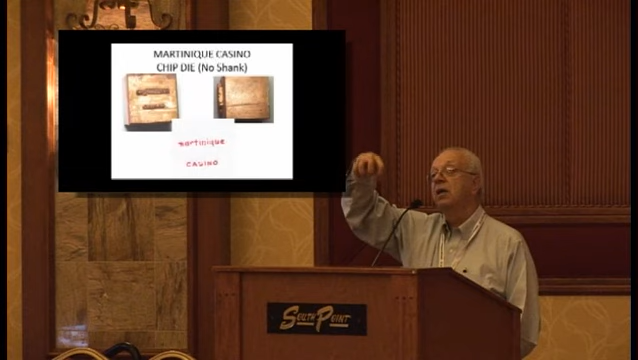 MARTINIQUE CASINO
CHIP DIE (No Shank)
martinique
CASINO
SOUTH POINT